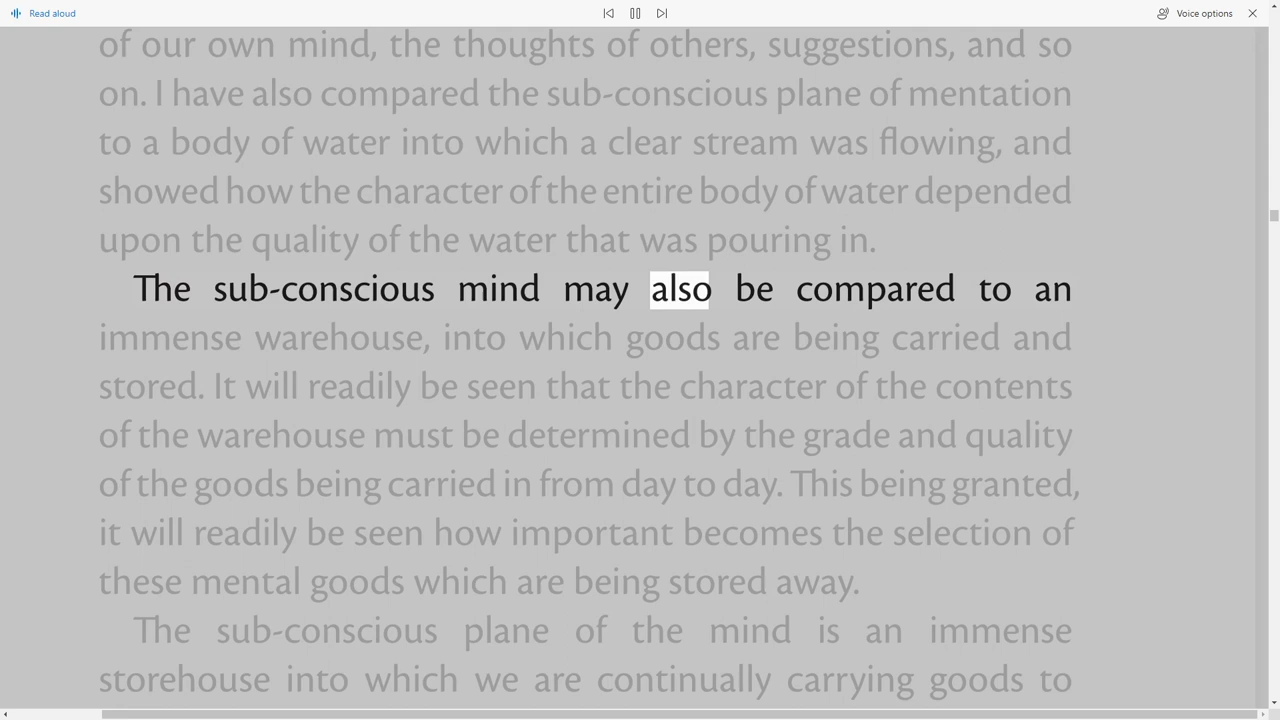 Read aloud
Voice options
of our own mind, the thoughts of others, suggestions, and so
on. I have also compared the sub-conscious plane of mentation
to a body of water into which a clear stream was flowing, and
showed how the character of the entire body of water depended
upon the quality of the water that was pouring in.
The sub-conscious mind may also be compared to an
immense warehouse, into which goods are being carried and
stored. It will readily be seen that the character of the contents
of the warehouse must be determined by the grade and quality
of the goods being carried in from day to day. This being granted,
it will readily be seen how important becomes the selection of
these mental goods which are being stored away.
The sub-conscious plane of the mind is an immense
storehouse into which we are continually carrying goods to